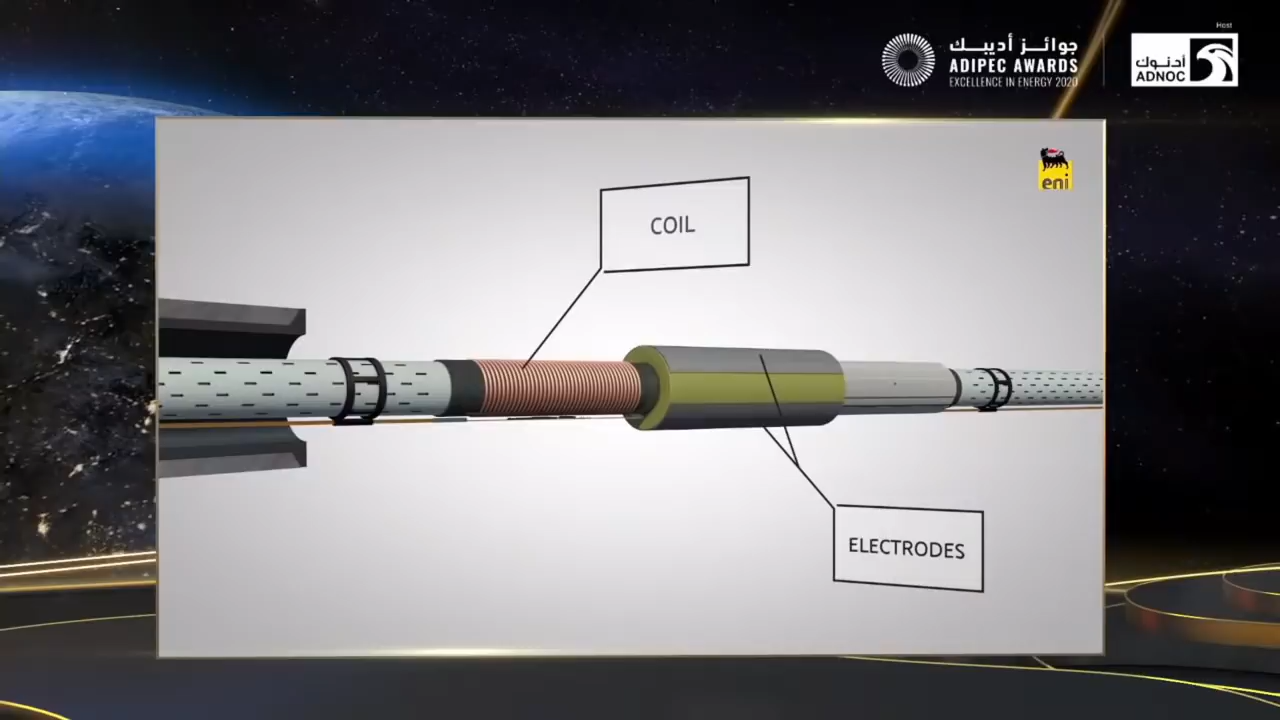 Host
جوائز أديبك
ADIPEC AWARDS
EXCELLENCE IN ENERGY 2020
أدنوك
ADNOC
eni
COIL
ELECTRODES